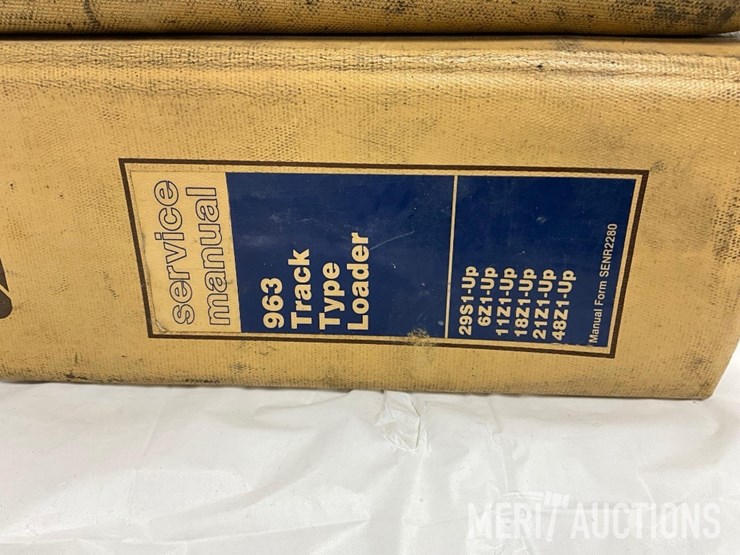 service
manual
963
Track
Type
Loader
29S1-Up
6Z1-Up
11Z1-Up
18Z1-Up
21Z1-Up
48Z1-Up
Manual Form SENR2280
MERIT AUCTIONS